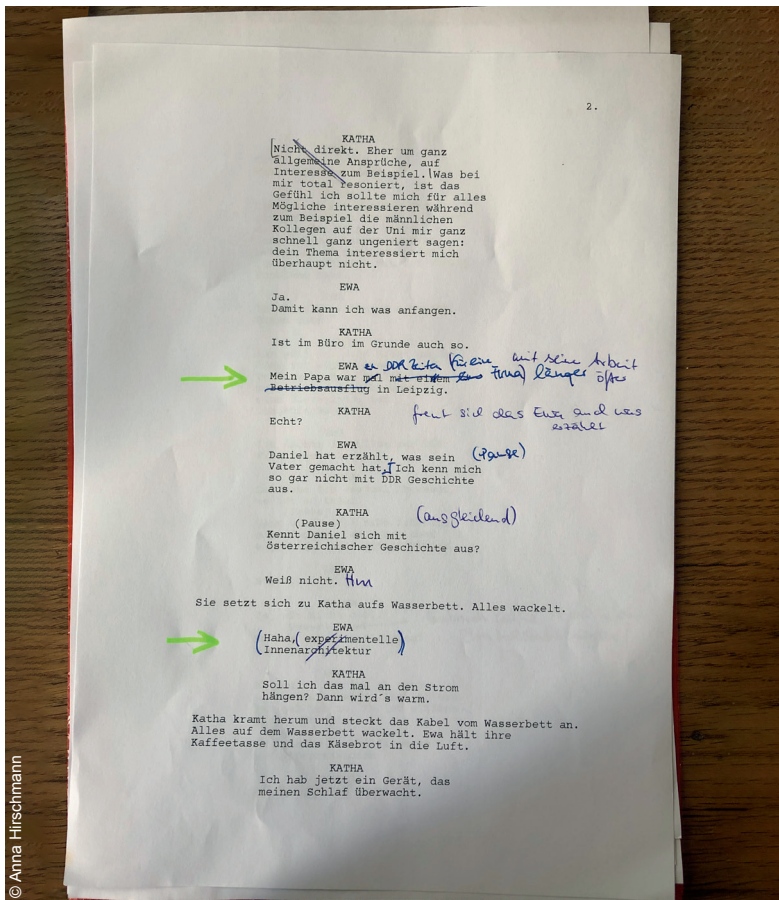 2.
KATHA
Nicht direkt. Eher um ganz
allgemeine Ansprüche, auf
Interesse zum Beispiel. Was bei
mir total resoniert, ist das
Gefühl ich sollte mich für alles
Mögliche interessieren während
zum Beispiel die männlichen
Kollegen auf der Uni mir ganz
schnell ganz ungeniert sagen:
dein Thema interessiert mich
überhaupt nicht.
EWA
Ja.
Damit kann ich was anfangen.
KATHA
Ist im Büro im Grunde auch so.
EWA zu DDR Zeiten mit seine Arbeit
Mein Papa war mal mit einem Firma) länger öfter
Betriebsausflug in Leipzig.
KATHA freut sich das Ewa auch was
Echt? erzählt
EWA
Daniel hat erzählt, was sein (Pause)
Vater gemacht hat, Ich kenn mich
so gar nicht mit DDR Geschichte
aus.
KATHA (ausgleichend)
(Pause)
Kennt Daniel sich mit
österreichischer Geschichte aus?
EWA
Weiß nicht. Hm
Sie setzt sich zu Katha aufs Wasserbett. Alles wackelt.
EWA
(Haha, (experimentelle)
Innenarchitektur
KATHA
Soll ich das mal an den Strom
hängen? Dann wird´s warm.
Katha kramt herum und steckt das Kabel vom Wasserbett an.
Alles auf dem Wasserbett wackelt. Ewa hält ihre
Kaffeetasse und das Käsebrot in die Luft.
KATHA
Ich hab jetzt ein Gerät, das
meinen Schlaf überwacht.
© Anna Hirschmann